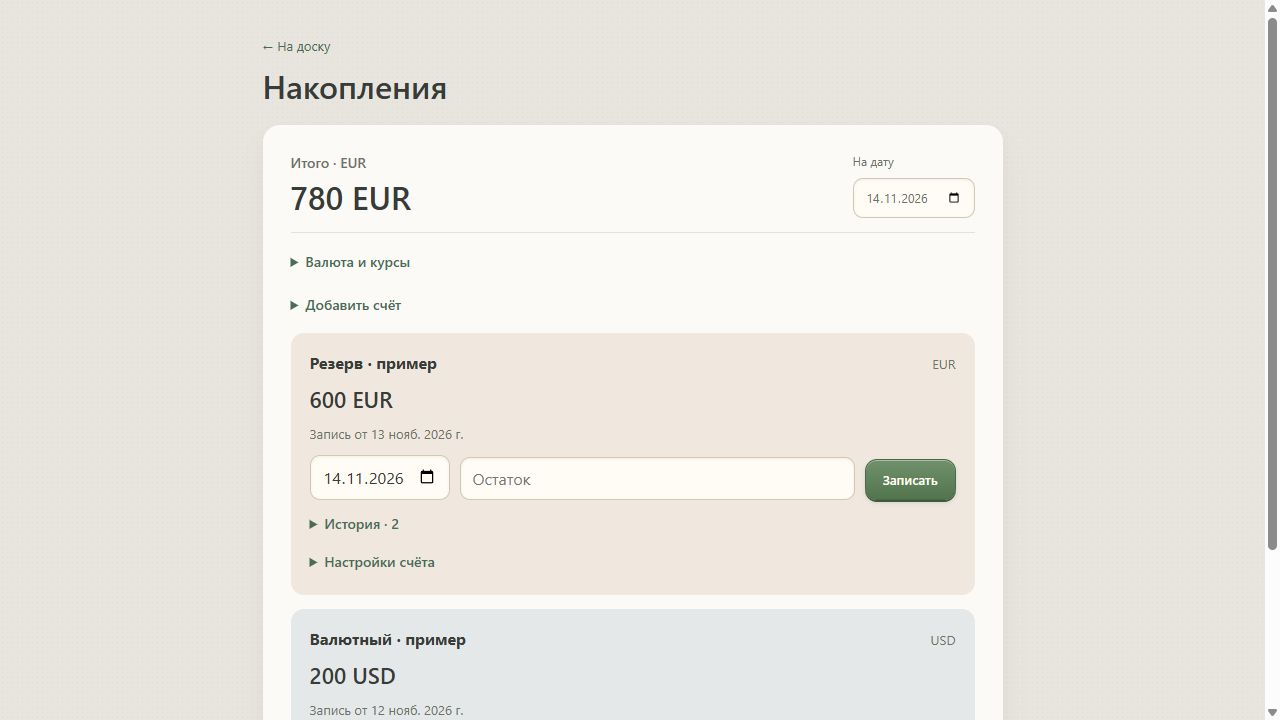 ← На доску
Накопления
Итого · EUR
На дату
780 EUR
14.11.2026
▶ Валюта и курсы
▶ Добавить счёт
Резерв · пример
EUR
600 EUR
Запись от 13 нояб. 2026 г.
14.11.2026
Остаток
Записать
▶ История · 2
▶ Настройки счёта
Валютный · пример
USD
200 USD
Запись от 12 нояб. 2026 г.